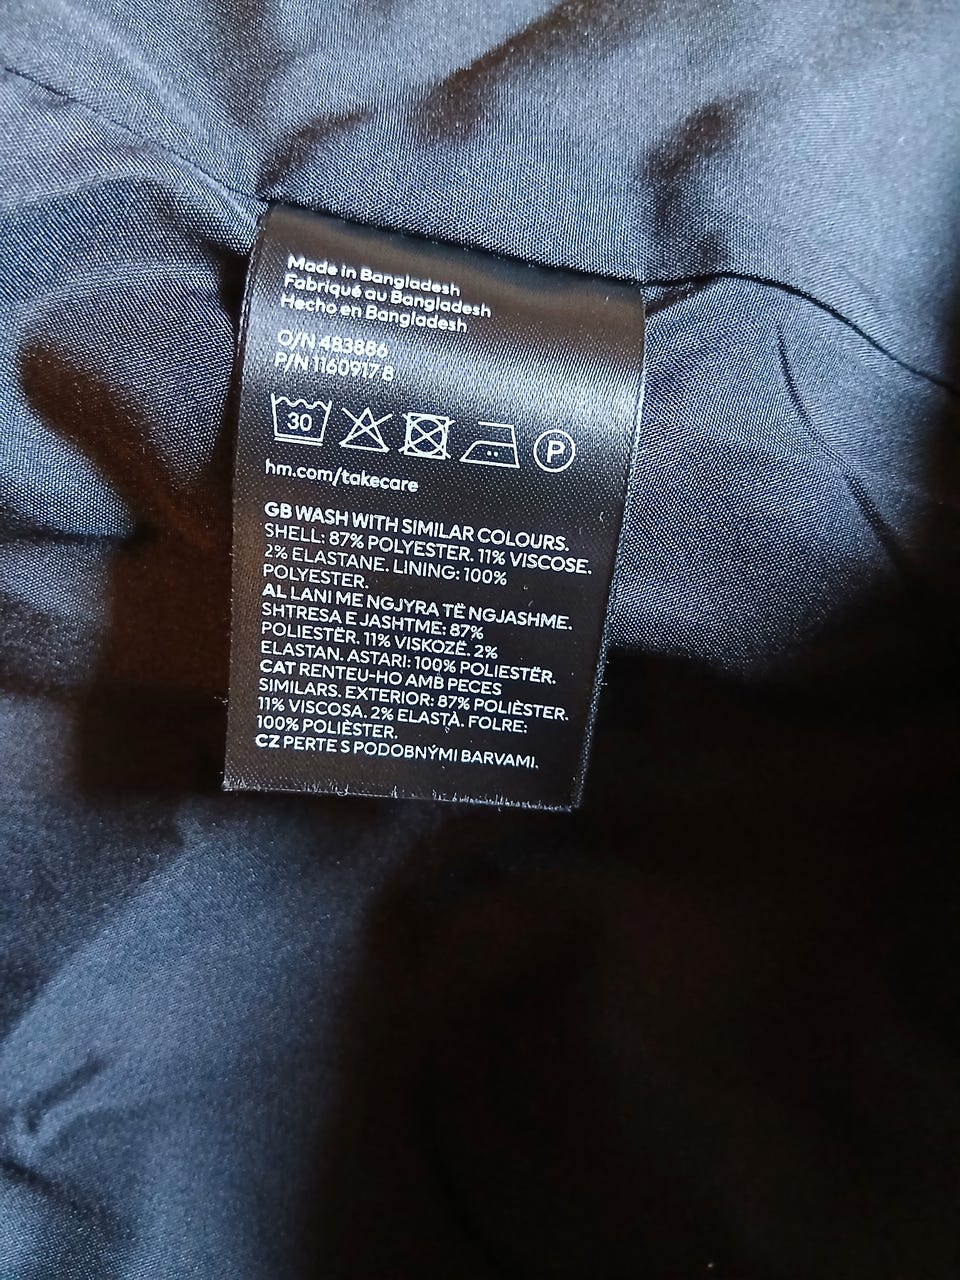 Made in Bangladesh
Fabriqué au Bangladesh
Hecho en Bangladesh
O/N 483886
P/N 1160917 8
30
P
hm.com/takecare
GB WASH WITH SIMILAR COLOURS.
SHELL: 87% POLYESTER. 11% VISCOSE.
2% ELASTANE. LINING: 100%
POLYESTER.
AL LANI ME NGJYRA TË NGJASHME.
SHTRESA E JASHTME: 87%
POLIESTËR. 11% VISKOZË. 2%
ELASTAN. ASTARI: 100% POLIESTËR.
CAT RENTEU-HO AMB PECES
SIMILARS. EXTERIOR: 87% POLIÈSTER.
11% VISCOSA. 2% ELASTÀ. FOLRE:
100% POLIÈSTER.
CZ PERTE S PODOBNÝMI BARVAMI.